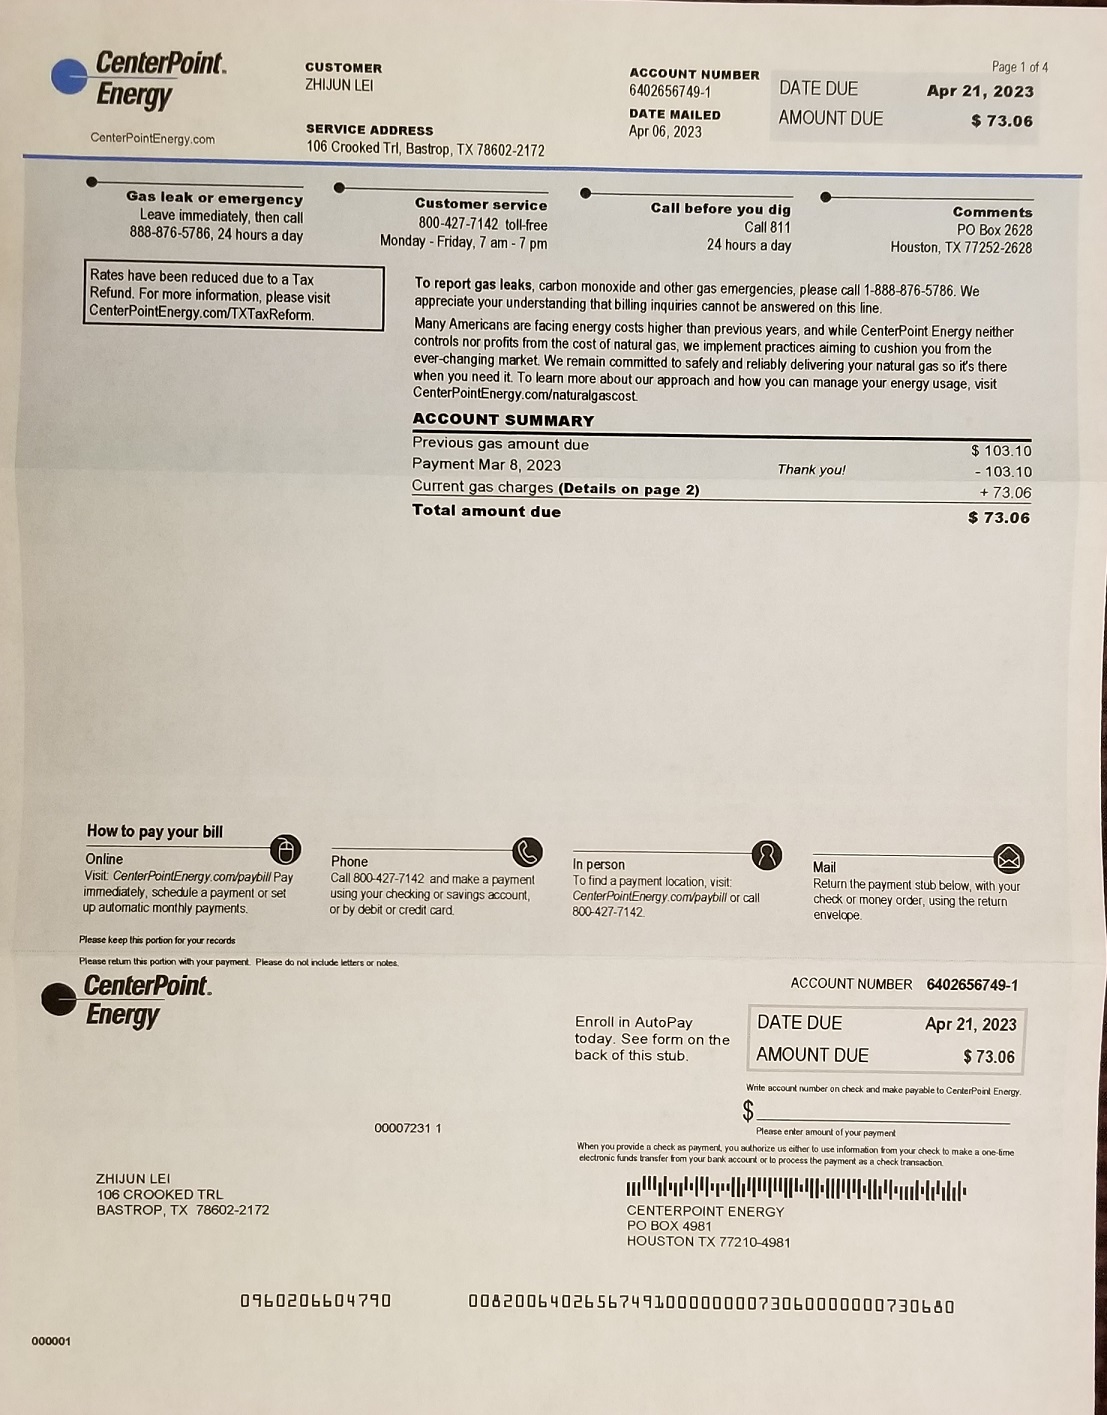 CenterPoint.
Energy
CenterPointEnergy.com
CUSTOMER
ZHIJUN LEI
SERVICE ADDRESS
106 Crooked Trl, Bastrop, TX 78602-2172
ACCOUNT NUMBER
6402656749-1
DATE MAILED
Apr 06, 2023
Page 1 of 4
DATE DUE Apr 21, 2023
AMOUNT DUE $ 73.06
Gas leak or emergency
Leave immediately, then call
888-876-5786, 24 hours a day
Customer service
800-427-7142 toll-free
Monday - Friday, 7 am - 7 pm
Call before you dig
Call 811
24 hours a day
Comments
PO Box 2628
Houston, TX 77252-2628
Rates have been reduced due to a Tax
Refund. For more information, please visit
CenterPointEnergy.com/TXTaxReform.
To report gas leaks, carbon monoxide and other gas emergencies, please call 1-888-876-5786. We
appreciate your understanding that billing inquiries cannot be answered on this line.
Many Americans are facing energy costs higher than previous years, and while CenterPoint Energy neither
controls nor profits from the cost of natural gas, we implement practices aiming to cushion you from the
ever-changing market. We remain committed to safely and reliably delivering your natural gas so it's there
when you need it. To learn more about our approach and how you can manage your energy usage, visit
CenterPointEnergy.com/naturalgascost.
ACCOUNT SUMMARY
Previous gas amount due $ 103.10
Payment Mar 8, 2023 Thank you! - 103.10
Current gas charges (Details on page 2) + 73.06
Total amount due $ 73.06
How to pay your bill
Online
Visit: CenterPointEnergy.com/paybill Pay
immediately, schedule a payment or set
up automatic monthly payments.
Phone
Call 800-427-7142 and make a payment
using your checking or savings account,
or by debit or credit card.
In person
To find a payment location, visit:
CenterPointEnergy.com/paybill or call
800-427-7142.
Mail
Return the payment stub below, with your
check or money order, using the return
envelope.
Please keep this portion for your records
Please return this portion with your payment. Please do not include letters or notes.
CenterPoint.
Energy
ACCOUNT NUMBER 6402656749-1
Enroll in AutoPay
today. See form on the
back of this stub.
DATE DUE Apr 21, 2023
AMOUNT DUE $ 73.06
Write account number on check and make payable to CenterPoint Energy.
$
Please enter amount of your payment
00007231 1
When you provide a check as payment, you authorize us either to use information from your check to make a one-time
electronic funds transfer from your bank account or to process the payment as a check transaction.
ZHIJUN LEI
106 CROOKED TRL
BASTROP, TX 78602-2172
CENTERPOINT ENERGY
PO BOX 4981
HOUSTON TX 77210-4981
0960206604790 008200640265674910000000073060000000730680
000001